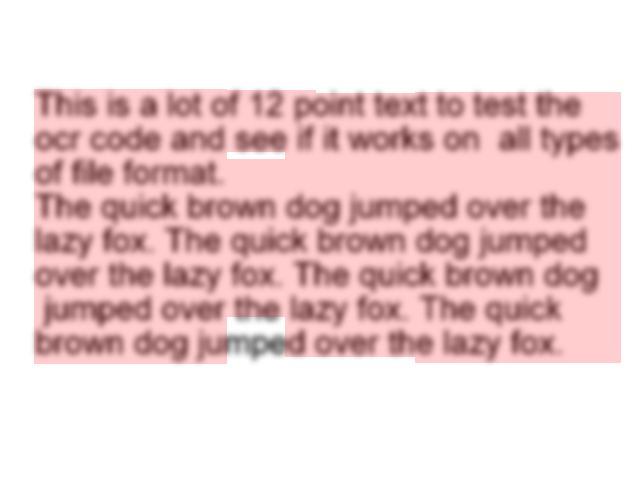 This is a lot of 12 point text to test the
ocr code and see if it works on all types
of file format.
The quick brown dog jumped over the
lazy fox. The quick brown dog jumped
over the lazy fox. The quick brown dog
jumped over the lazy fox. The quick
brown dog jumped over the lazy fox.